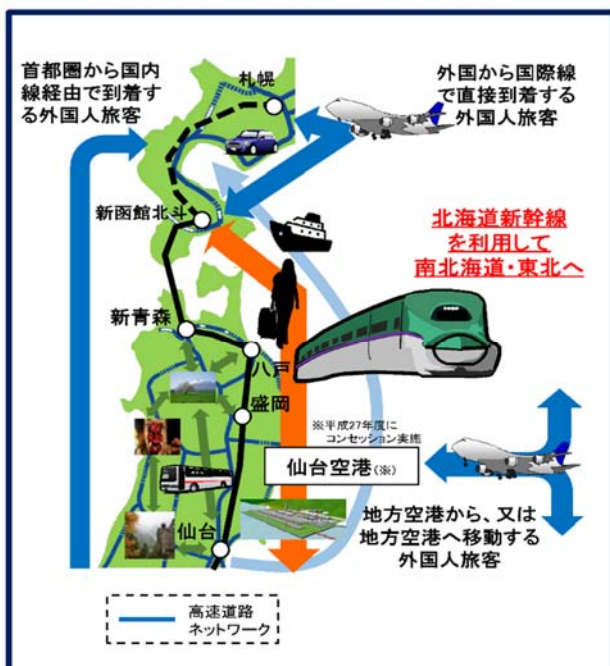 首都圏から国内
線経由で到着す
る外国人旅客
札幌
外国から国際線
で直接到着する
外国人旅客
新函館北斗
北海道新幹線
を利用して
南北海道・東北へ
新青森
八戸
盛岡
※平成27年度に
コンセッション実施
仙台空港(※)
仙台
地方空港から、又は
地方空港へ移動する
外国人旅客
高速道路
ネットワーク